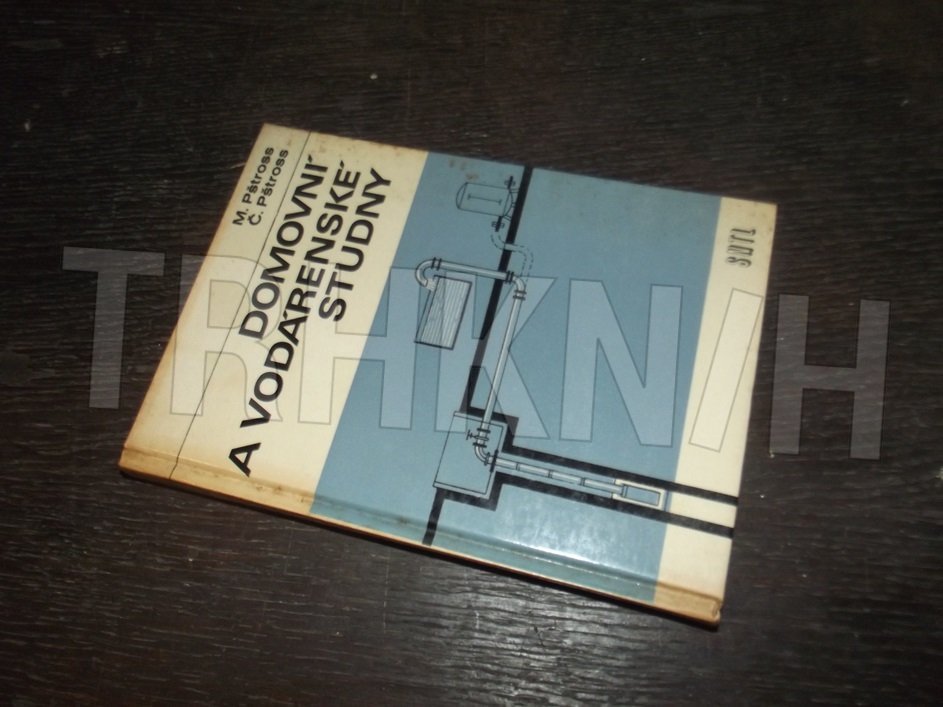 M. Pštross
Č. Pštross
DOMOVNÍ
A VODÁRENSKÉ
STUDNY
SNTL
TRHKNIH